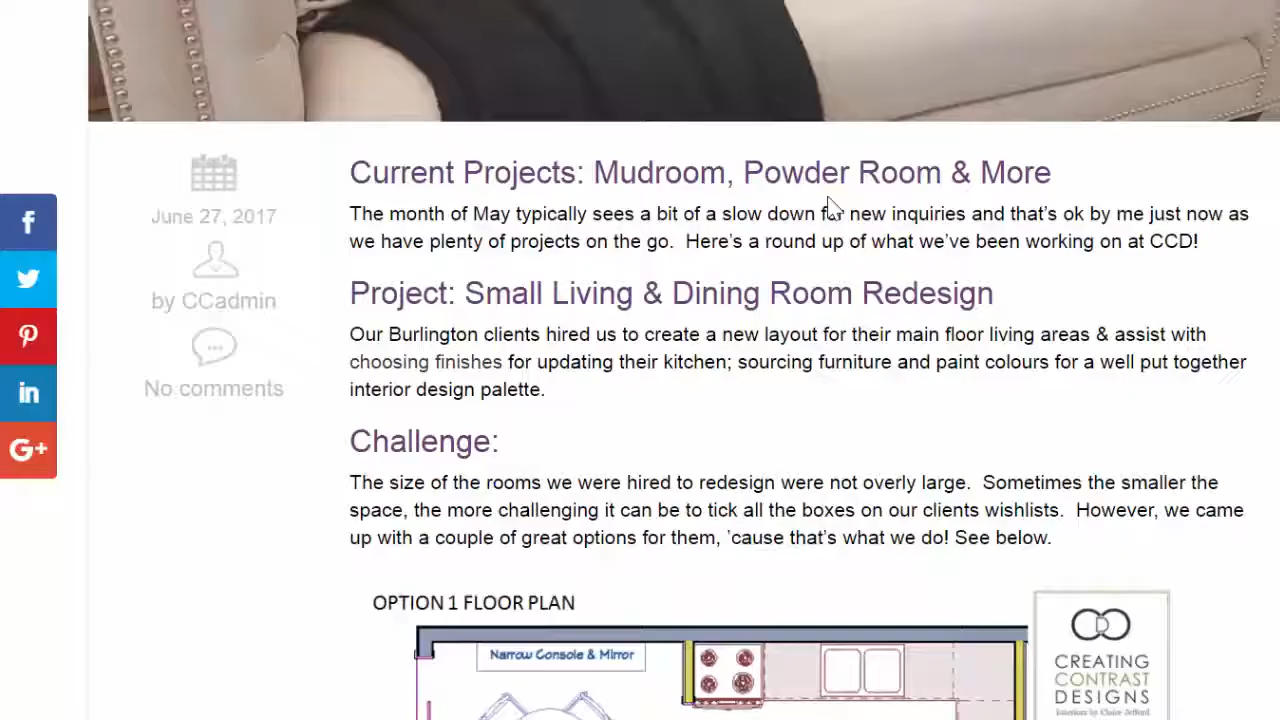 Current Projects: Mudroom, Powder Room & More
The month of May typically sees a bit of a slow down for new inquiries and that's ok by me just now as
we have plenty of projects on the go.  Here's a round up of what we've been working on at CCD!
June 27, 2017
by CCadmin
No comments
Project: Small Living & Dining Room Redesign
Our Burlington clients hired us to create a new layout for their main floor living areas & assist with
choosing finishes for updating their kitchen; sourcing furniture and paint colours for a well put together
interior design palette.
Challenge:
The size of the rooms we were hired to redesign were not overly large.  Sometimes the smaller the
space, the more challenging it can be to tick all the boxes on our clients wishlists.  However, we came
up with a couple of great options for them, 'cause that's what we do! See below.
f
in
G+
OPTION 1 FLOOR PLAN
Narrow Console & Mirror
CREATING
CONTRAST
DESIGNS
Interiors by Claire Jefford